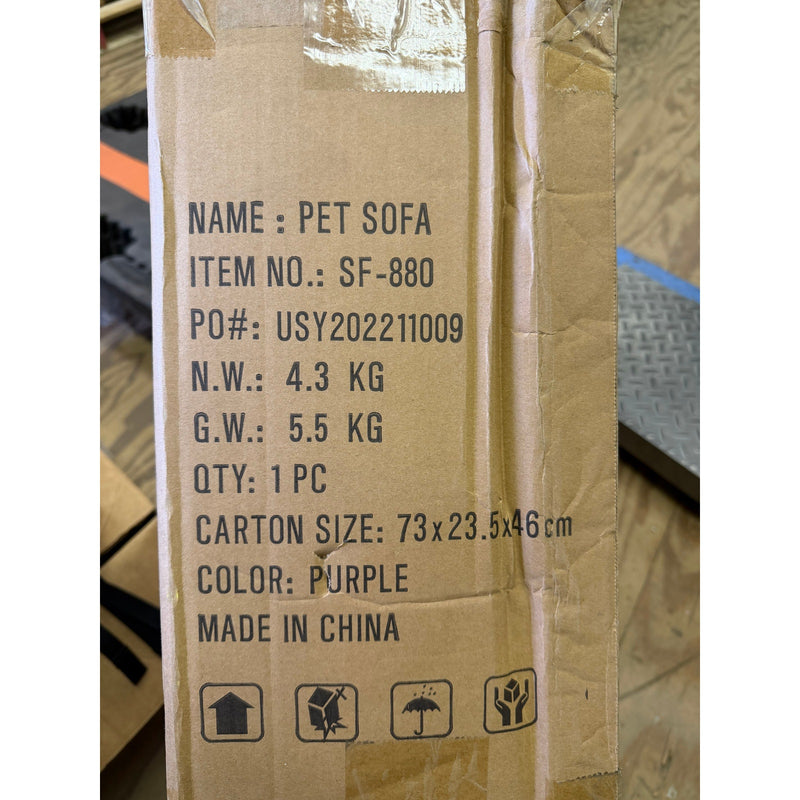 NAME : PET SOFA
ITEM NO.: SF-880
PO#: USY202211009
N.W.: 4.3 KG
G.W.: 5.5 KG
QTY: 1 PC
CARTON SIZE: 73x23.5x46cm
COLOR: PURPLE
MADE IN CHINA